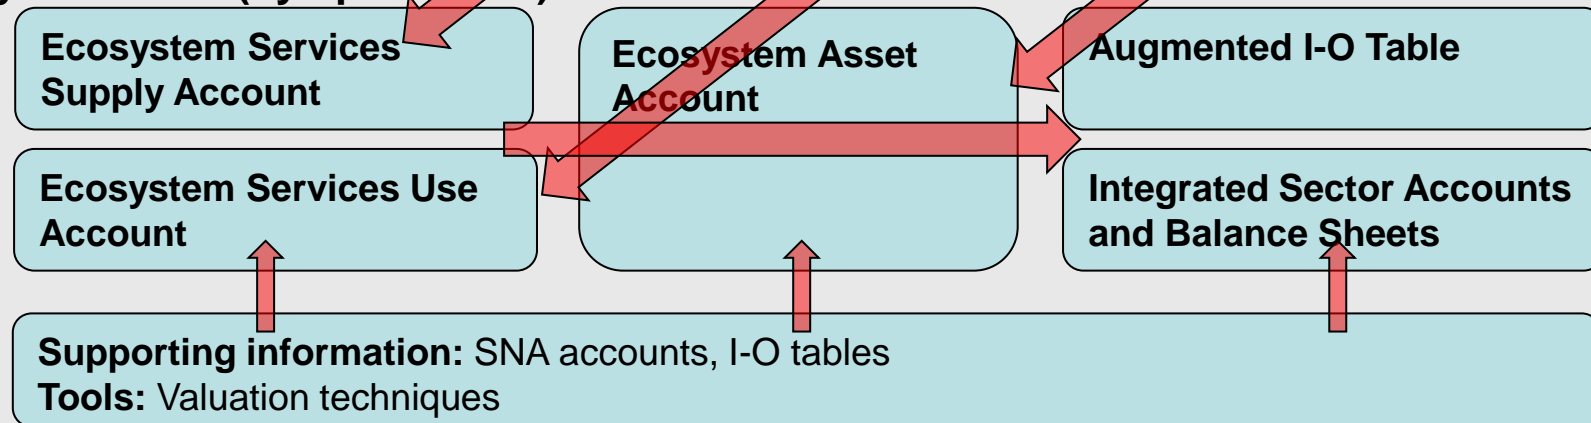 Ecosystem Services
Supply Account
Ecosystem Asset
Account
Augmented I-O Table
Ecosystem Services Use
Account
Integrated Sector Accounts
and Balance Sheets
Supporting information: SNA accounts, I-O tables
Tools: Valuation techniques